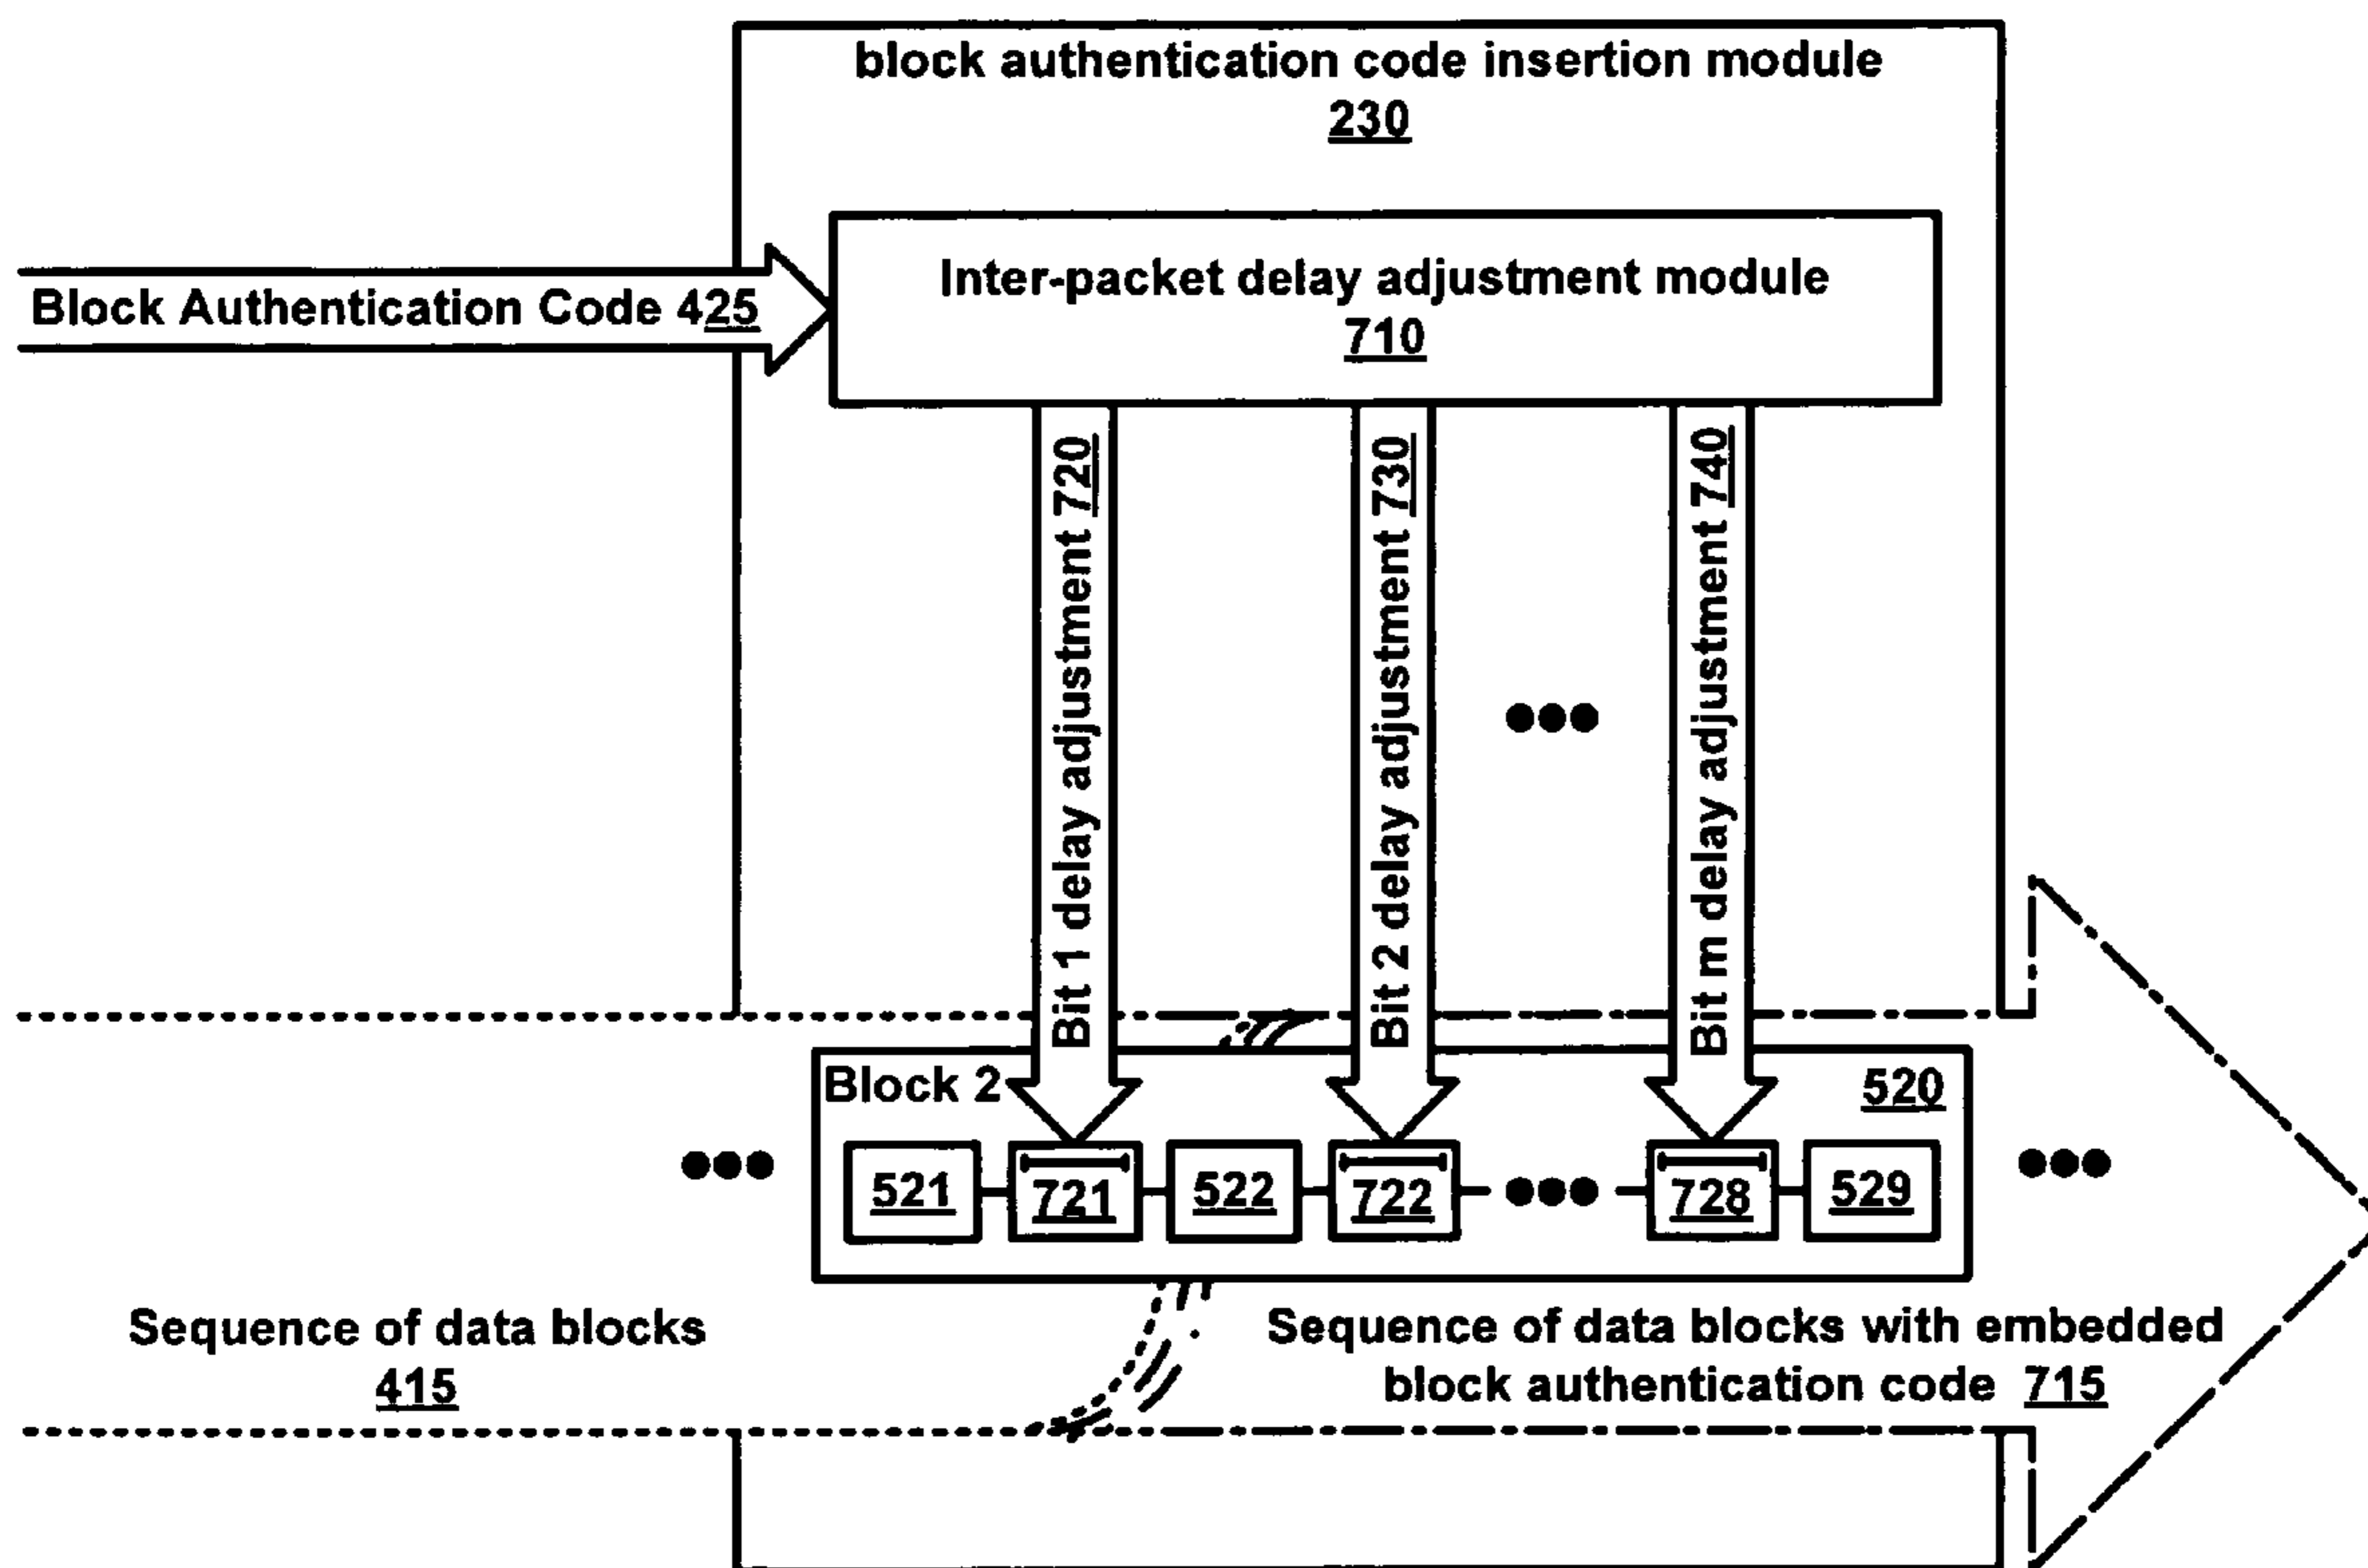 block authentication code insertion module
230
Inter-packet delay adjustment module
710
Block Authentication Code 425
Bit 1 delay adjustment 720
Bit 2 delay adjustment 730
Bit m delay adjustment 740
Block 2
520
521
721
522
722
728
529
Sequence of data blocks
415
Sequence of data blocks with embedded
block authentication code 715